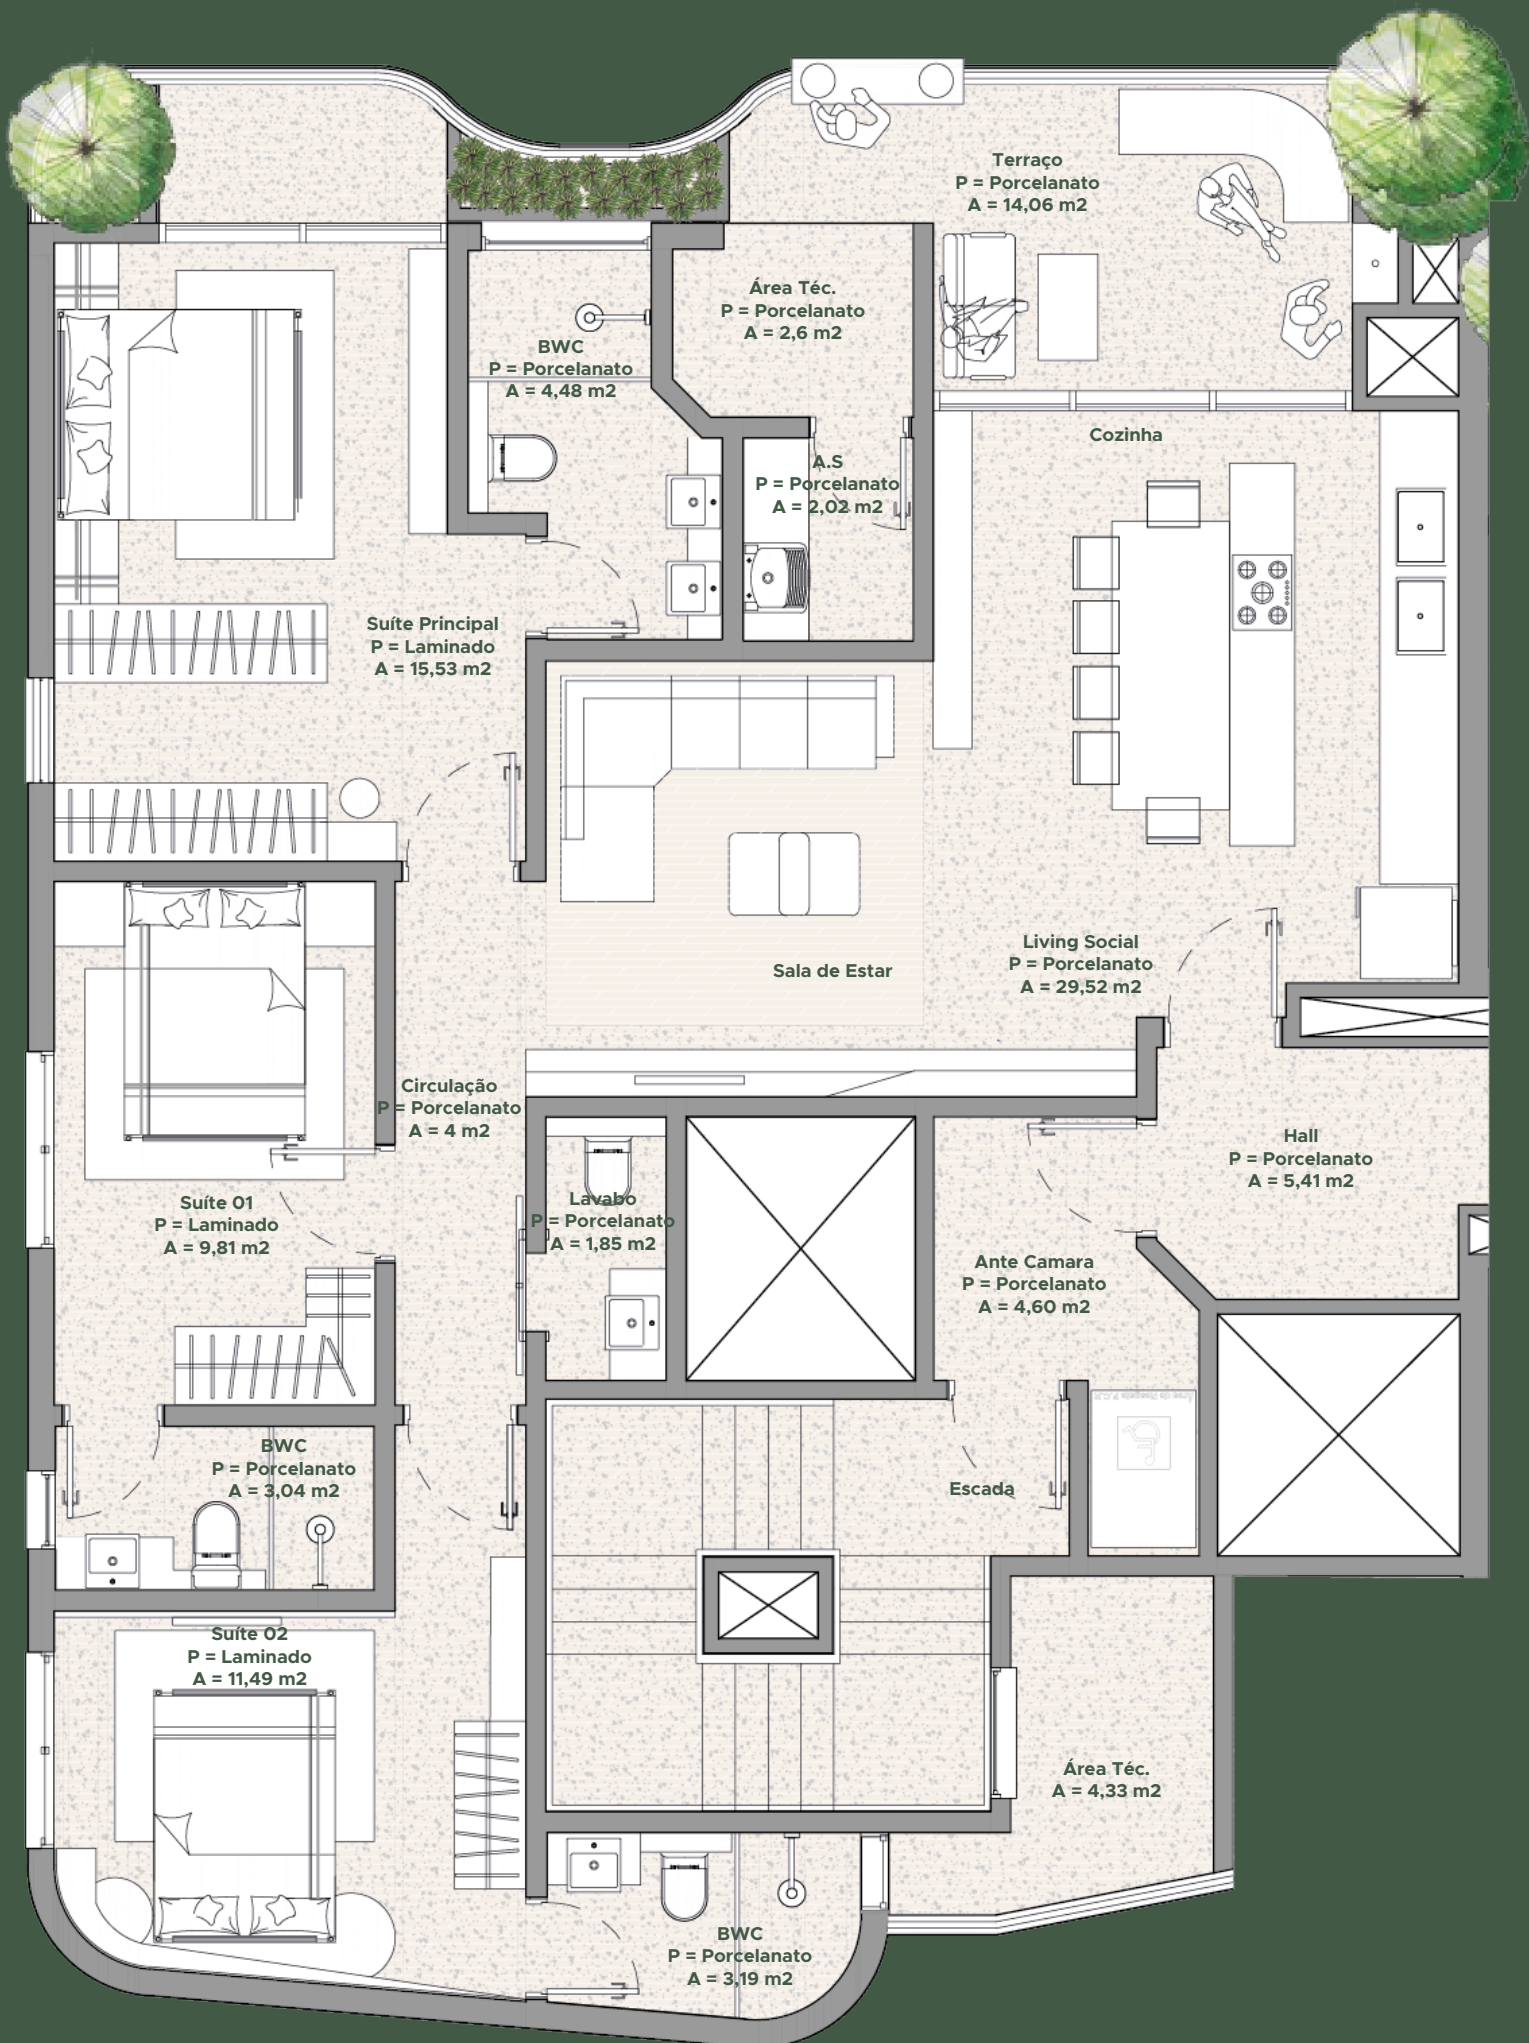 Terraço
P = Porcelanato
A = 14,06 m2
Área Téc.
P = Porcelanato
A = 2,6 m2
BWC
P = Porcelanato
A = 4,48 m2
Cozinha
A.S
P = Porcelanato
A = 2,02 m2
Suíte Principal
P = Laminado
A = 15,53 m2
Living Social
P = Porcelanato
A = 29,52 m2
Sala de Estar
Circulação
P = Porcelanato
A = 4 m2
Hall
P = Porcelanato
A = 5,41 m2
Suíte 01
P = Laminado
A = 9,81 m2
Lavabo
P = Porcelanato
A = 1,85 m2
Ante Camara
P = Porcelanato
A = 4,60 m2
BWC
P = Porcelanato
A = 3,04 m2
Escada
Suíte 02
P = Laminado
A = 11,49 m2
Área Téc.
A = 4,33 m2
BWC
P = Porcelanato
A = 3,19 m2